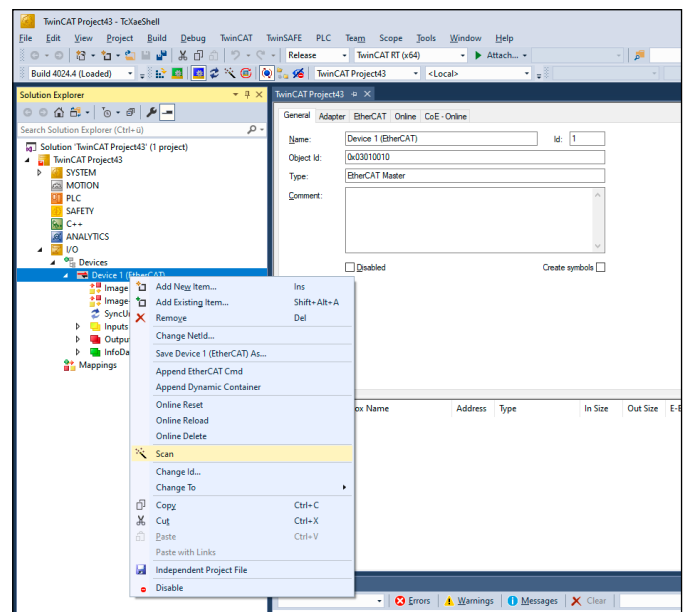 TwinCAT Project43 - TcXaeShell
File Edit View Project Build Debug TwinCAT TwinSAFE PLC Team Scope Tools Window Help
Release TwinCAT RT (x64) Attach...
Build 4024.4 (Loaded) TwinCAT Project43 <Local>
Solution Explorer
TwinCAT Project43
Search Solution Explorer (Ctrl+ü)
Solution 'TwinCAT Project43' (1 project)
TwinCAT Project43
SYSTEM
MOTION
PLC
SAFETY
C++
ANALYTICS
I/O
Devices
Device 1 (EtherCAT)
Image
Image
SyncU
Inputs
Outpu
InfoDa
Mappings
General Adapter EtherCAT Online CoE - Online
Name: Device 1 (EtherCAT) Id: 1
Object Id: 0x03010010
Type: EtherCAT Master
Comment:
Disabled Create symbols
Add New Item... Ins
Add Existing Item... Shift+Alt+A
Remove Del
Change NetId...
Save Device 1 (EtherCAT) As...
Append EtherCAT Cmd
Append Dynamic Container
Online Reset
Online Reload
Online Delete
Scan
Change Id...
Change To
Copy Ctrl+C
Cut Ctrl+X
Paste Ctrl+V
Paste with Links
Independent Project File
Disable
ox Name Address Type In Size Out Size E-B
Errors Warnings Messages Clear